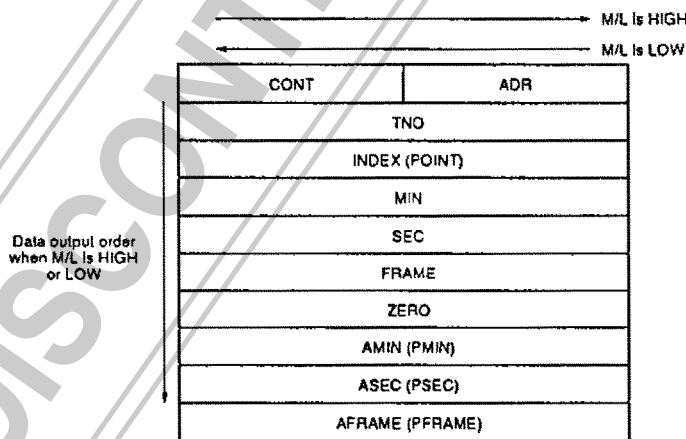 M/L is HIGH
M/L is LOW
CONT ADR
TNO
INDEX (POINT)
MIN
SEC
Data output order
when M/L is HIGH
or LOW
FRAME
ZERO
AMIN (PMIN)
ASEC (PSEC)
AFRAME (PFRAME)